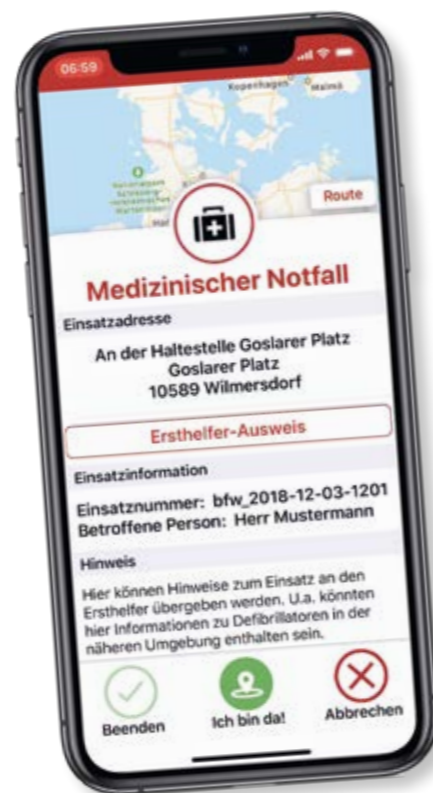 06:59
Kopenhagen
Malmö
Route
Medizinischer Notfall
Einsatzadresse
An der Haltestelle Goslarer Platz
Goslarer Platz
10589 Wilmersdorf
Ersthelfer-Ausweis
Einsatzinformation
Einsatznummer: bfw_2018-12-03-1201
Betroffene Person: Herr Mustermann
Hinweis
Hier können Hinweise zum Einsatz an den
Ersthelfer übergeben werden. U.a. könnten
hier Informationen zu Defibrillatoren in der
näheren Umgebung enthalten sein.
Beenden
Ich bin da!
Abbrechen